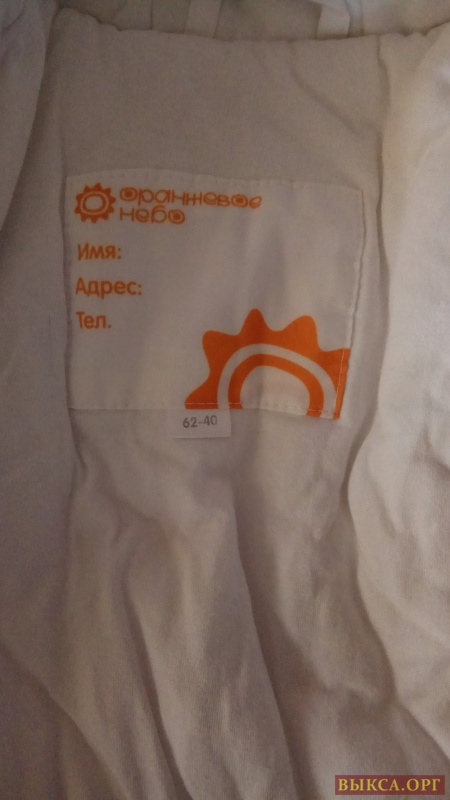 оранжевое
небо
Имя:
Адрес:
Тел.
62-40
ВЫКСА.ОРГ